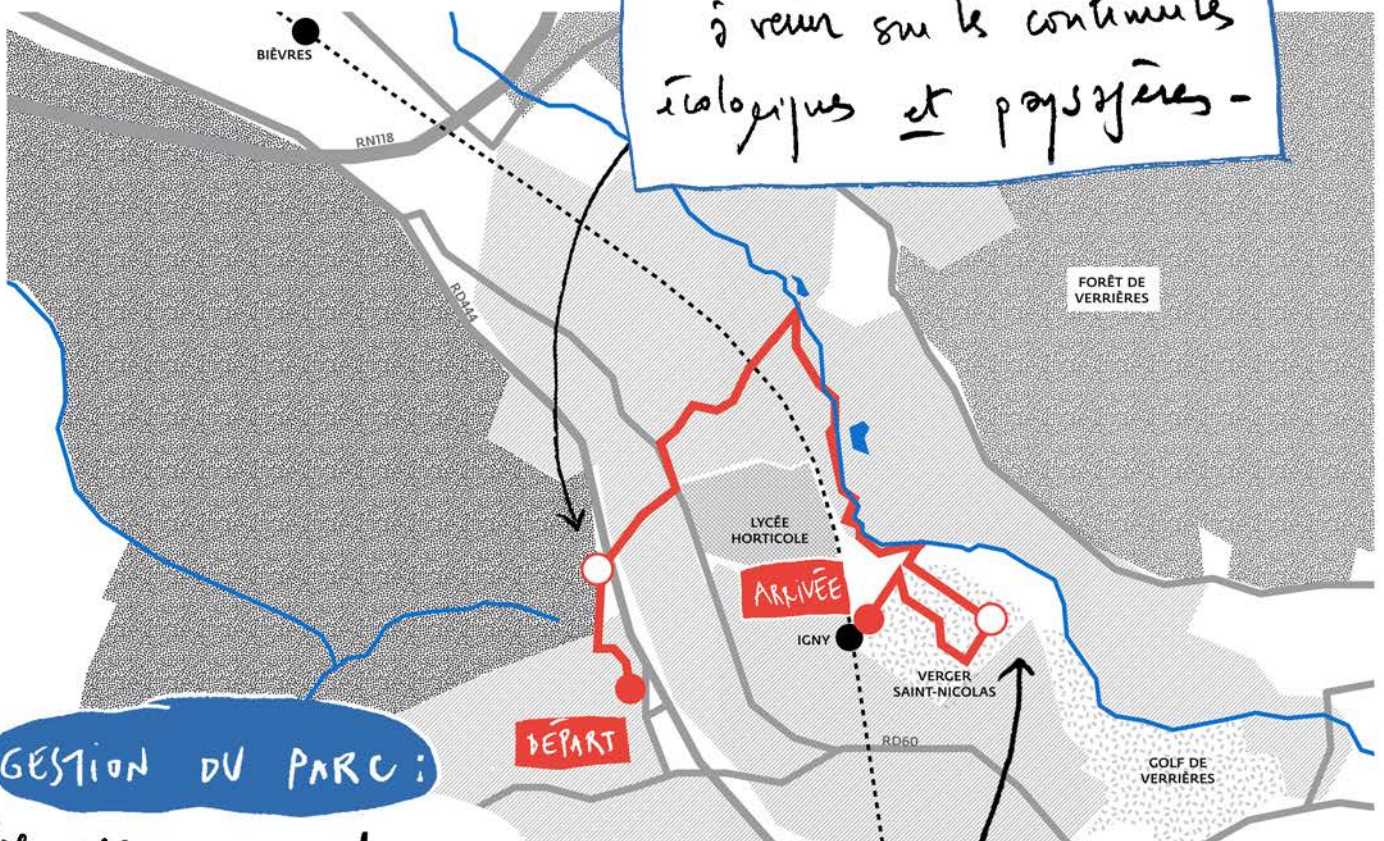 à venir sur les continuités
écologiques et paysagères -
BIÈVRES
RN118
RD444
FORÊT DE
VERRIÈRES
LYCÉE
HORTICOLE
ARRIVÉE
IGNY
VERGER
SAINT-NICOLAS
DÉPART
RD60
GOLF DE
VERRIÈRES
GESTION DU PARC :